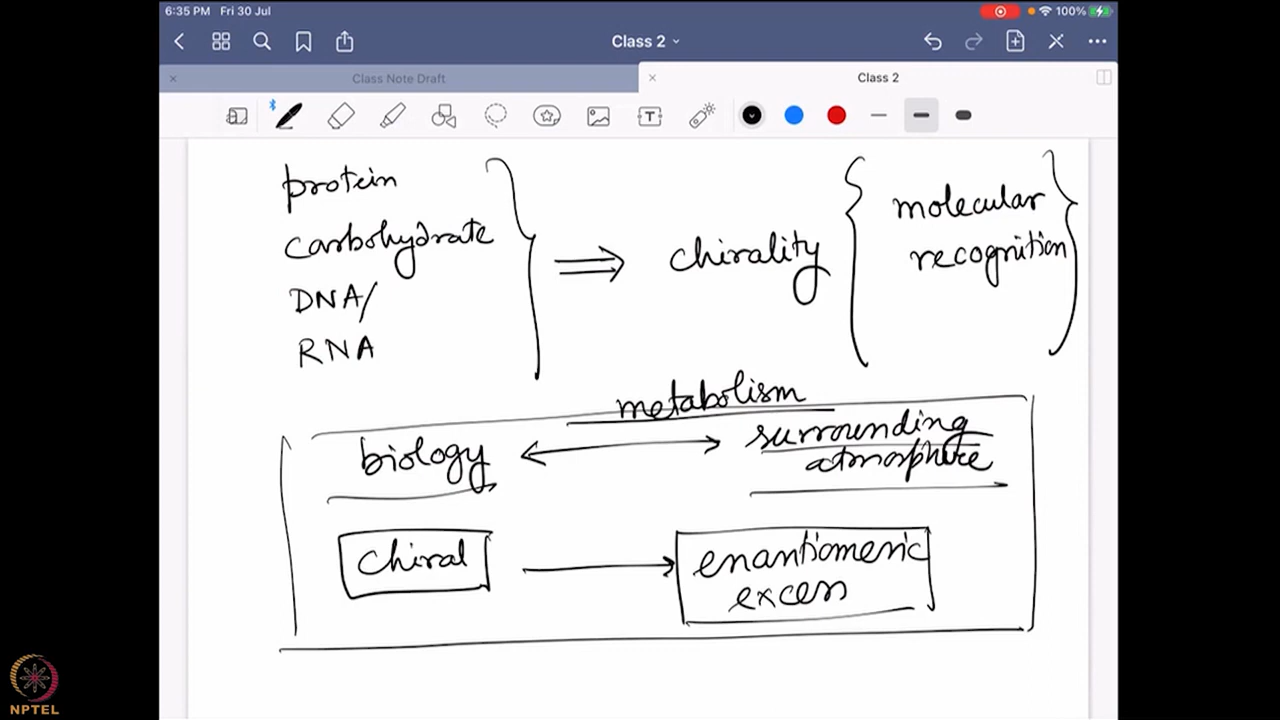 6:35 PM Fri 30 Jul
100%
Class 2
Class Note Draft
Class 2
T
protein
carbohydrate
DNA/
RNA
chirality
molecular
recognition
metabolism
biology
surrounding
atmosphere
chiral
enantiomeric
excess
NPTEL